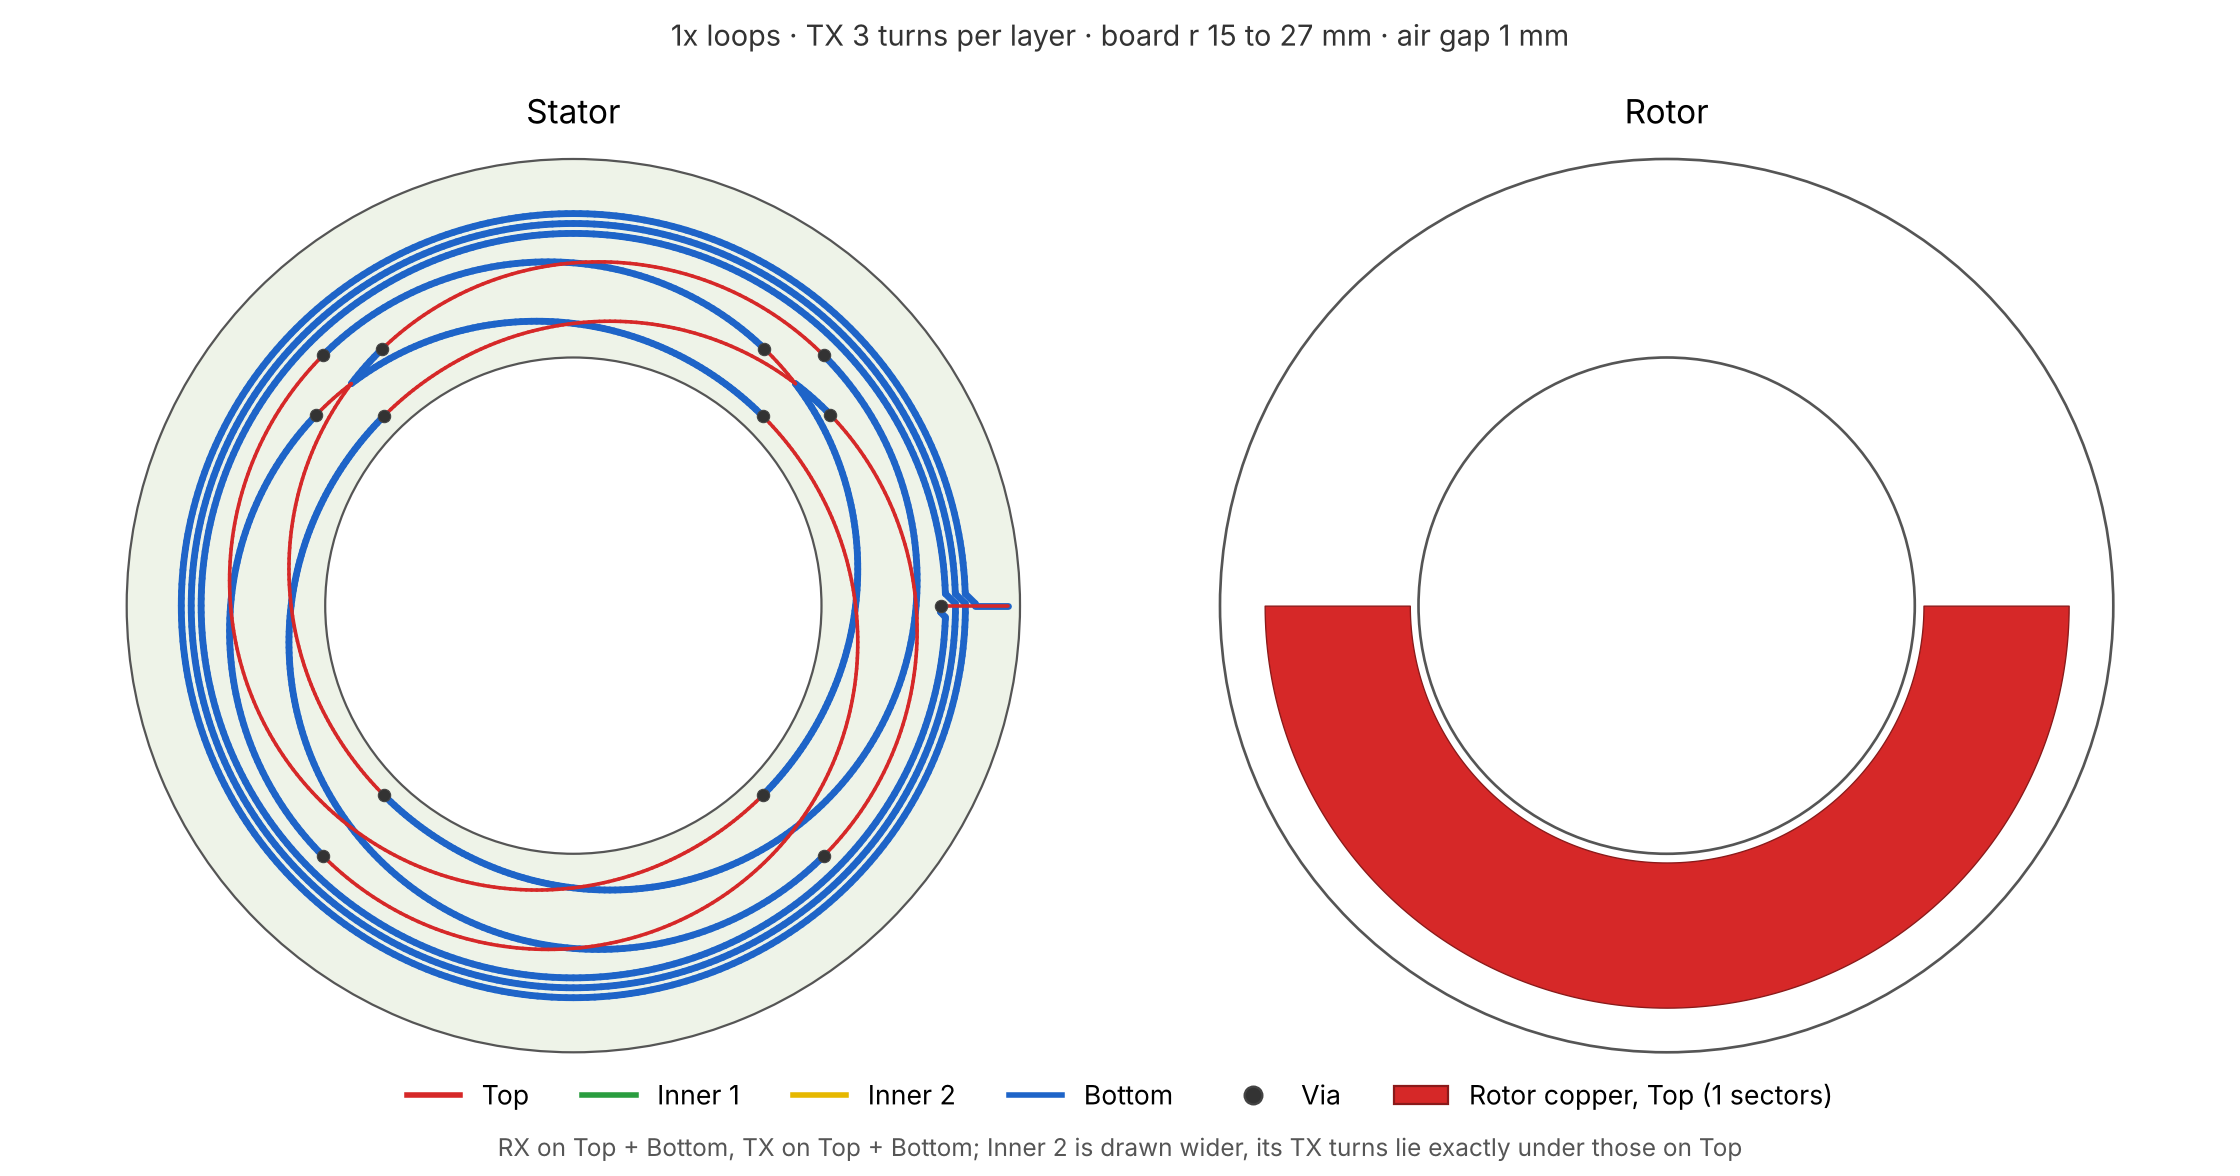 1x loops · TX 3 turns per layer · board r 15 to 27 mm · air gap 1 mm
Stator
Rotor
Top
Inner 1
Inner 2
Bottom
Via
Rotor copper, Top (1 sectors)
RX on Top + Bottom, TX on Top + Bottom; Inner 2 is drawn wider, its TX turns lie exactly under those on Top